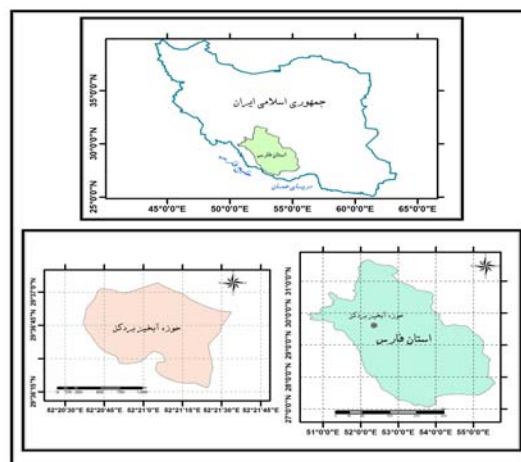 جمهوری اسلامی ایران
استان فارس
دریای عمان
35°0'0"N
30°0'0"N
25°0'0"N
45°0'0"E 50°0'0"E 55°0'0"E 60°0'0"E 65°0'0"E
حوزه آبخیز بردکز
52°20'30"E 52°20'45"E 52°21'0"E 52°21'15"E 52°21'30"E 52°21'45"E
حوزه آبخیز بردکز
استان فارس
31°0'0"N
30°0'0"N
29°0'0"N
28°0'0"N
27°0'0"N
51°0'0"E 52°0'0"E 53°0'0"E 54°0'0"E 55°0'0"E